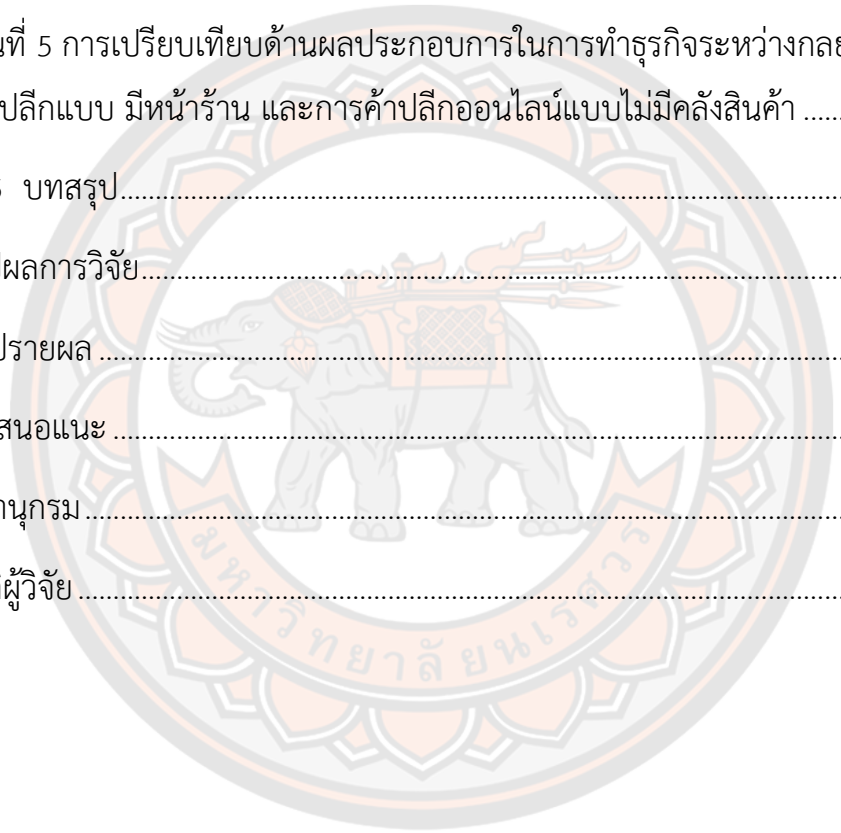 นที่ 5 การเปรียบเทียบด้านผลประกอบการในการทำธุรกิจระหว่างกลย
ปลีกแบบ มีหน้าร้าน และการค้าปลีกออนไลน์แบบไม่มีคลังสินค้า .....
บทสรุป
ผลการวิจัย
ปรายผล
สนอแนะ
านุกรม
ผู้วิจัย
มหาวิทยาลัยนเรศวร